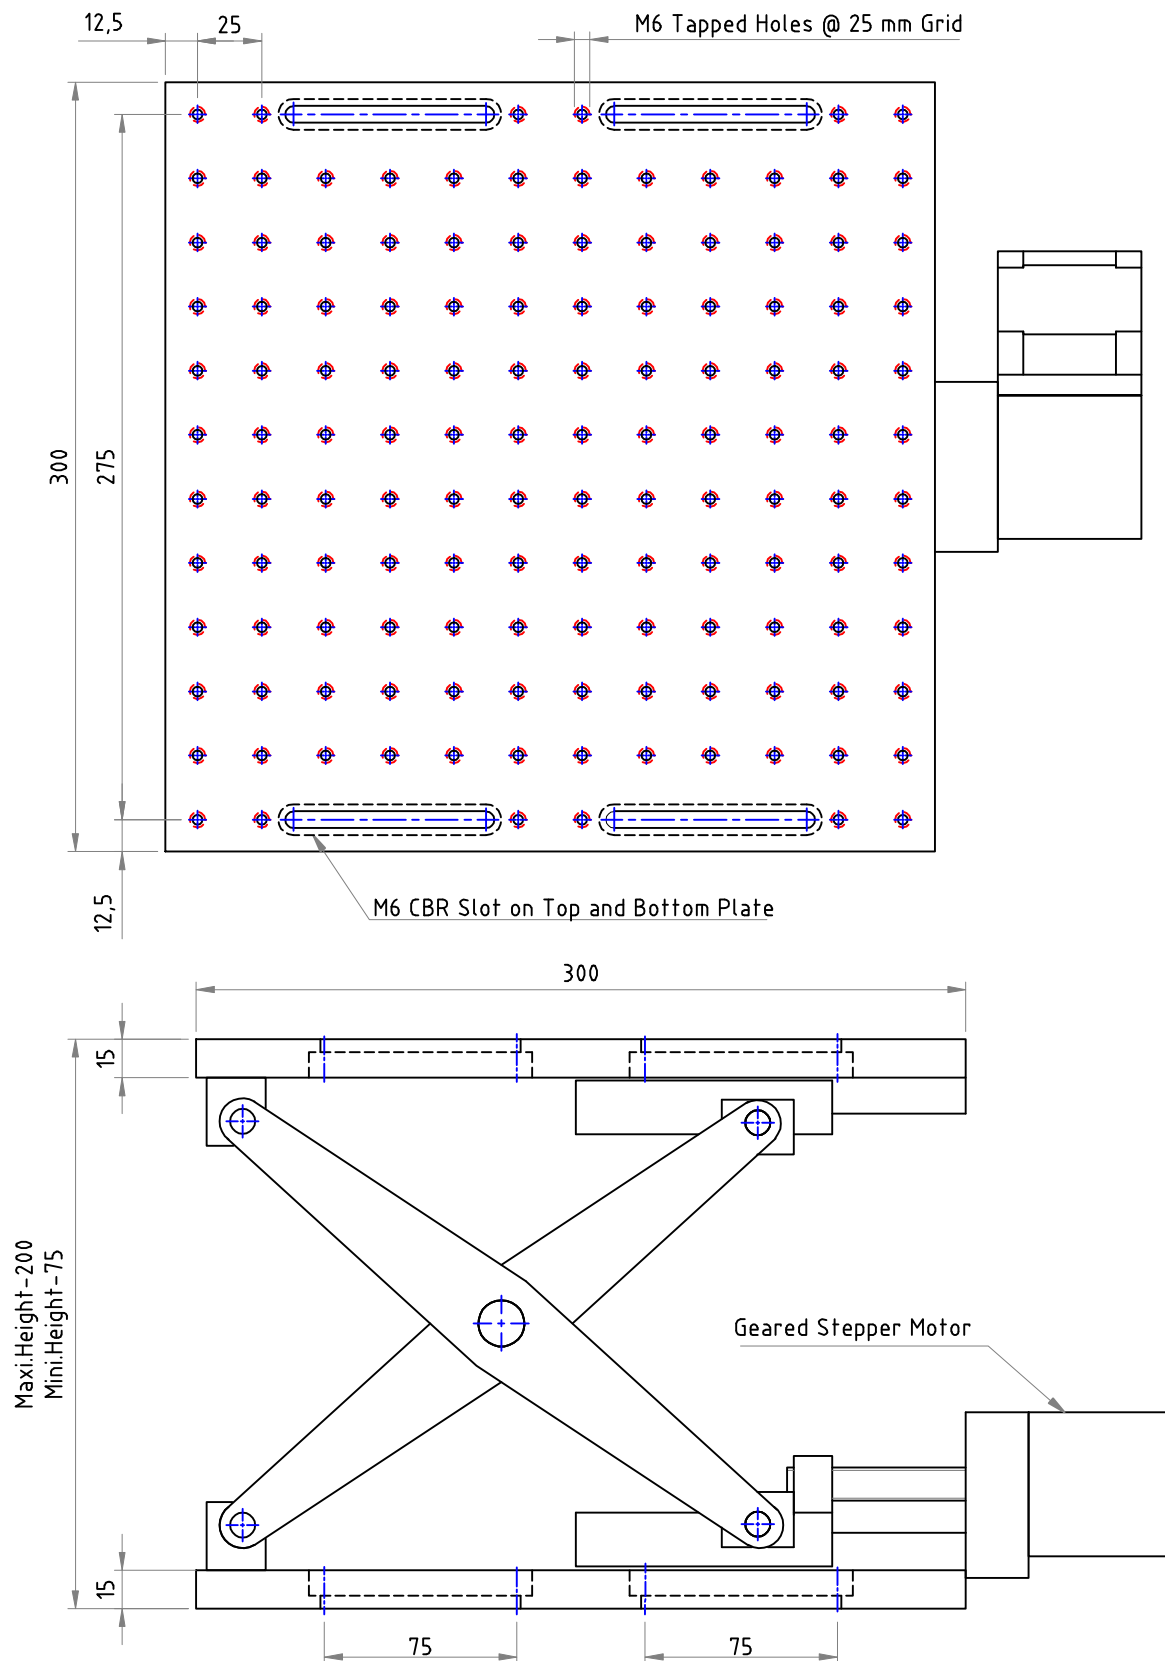 12,5
25
M6 Tapped Holes @ 25 mm Grid
300
275
12,5
M6 CBR Slot on Top and Bottom Plate
300
15
Maxi.Height-200
Mini.Height-75
Geared Stepper Motor
15
75
75